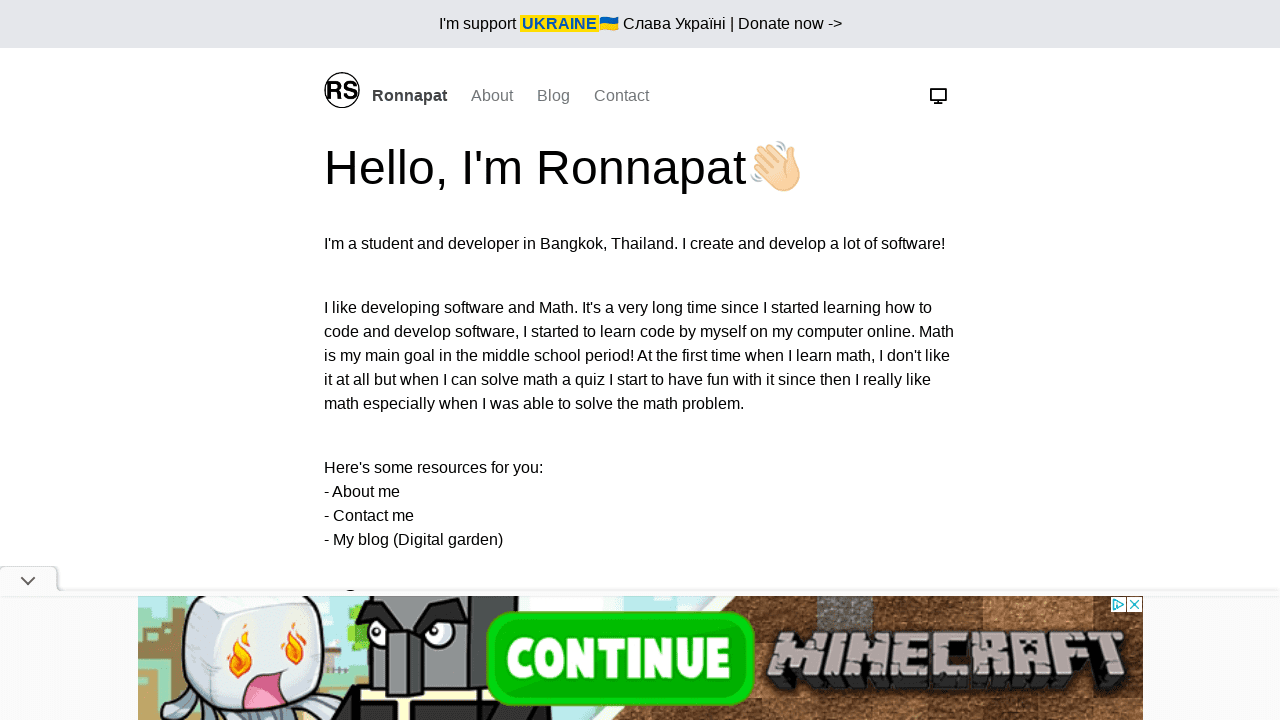 I'm support UKRAINE🇺🇦 Слава Україні | Donate now ->
RS Ronnapat About Blog Contact
Hello, I'm Ronnapat👋🏻
I'm a student and developer in Bangkok, Thailand. I create and develop a lot of software!
I like developing software and Math. It's a very long time since I started learning how to
code and develop software, I started to learn code by myself on my computer online. Math
is my main goal in the middle school period! At the first time when I learn math, I don't like
it at all but when I can solve math a quiz I start to have fun with it since then I really like
math especially when I was able to solve the math problem.
Here's some resources for you:
- About me
- Contact me
- My blog (Digital garden)
CONTINUE MINECRAFT